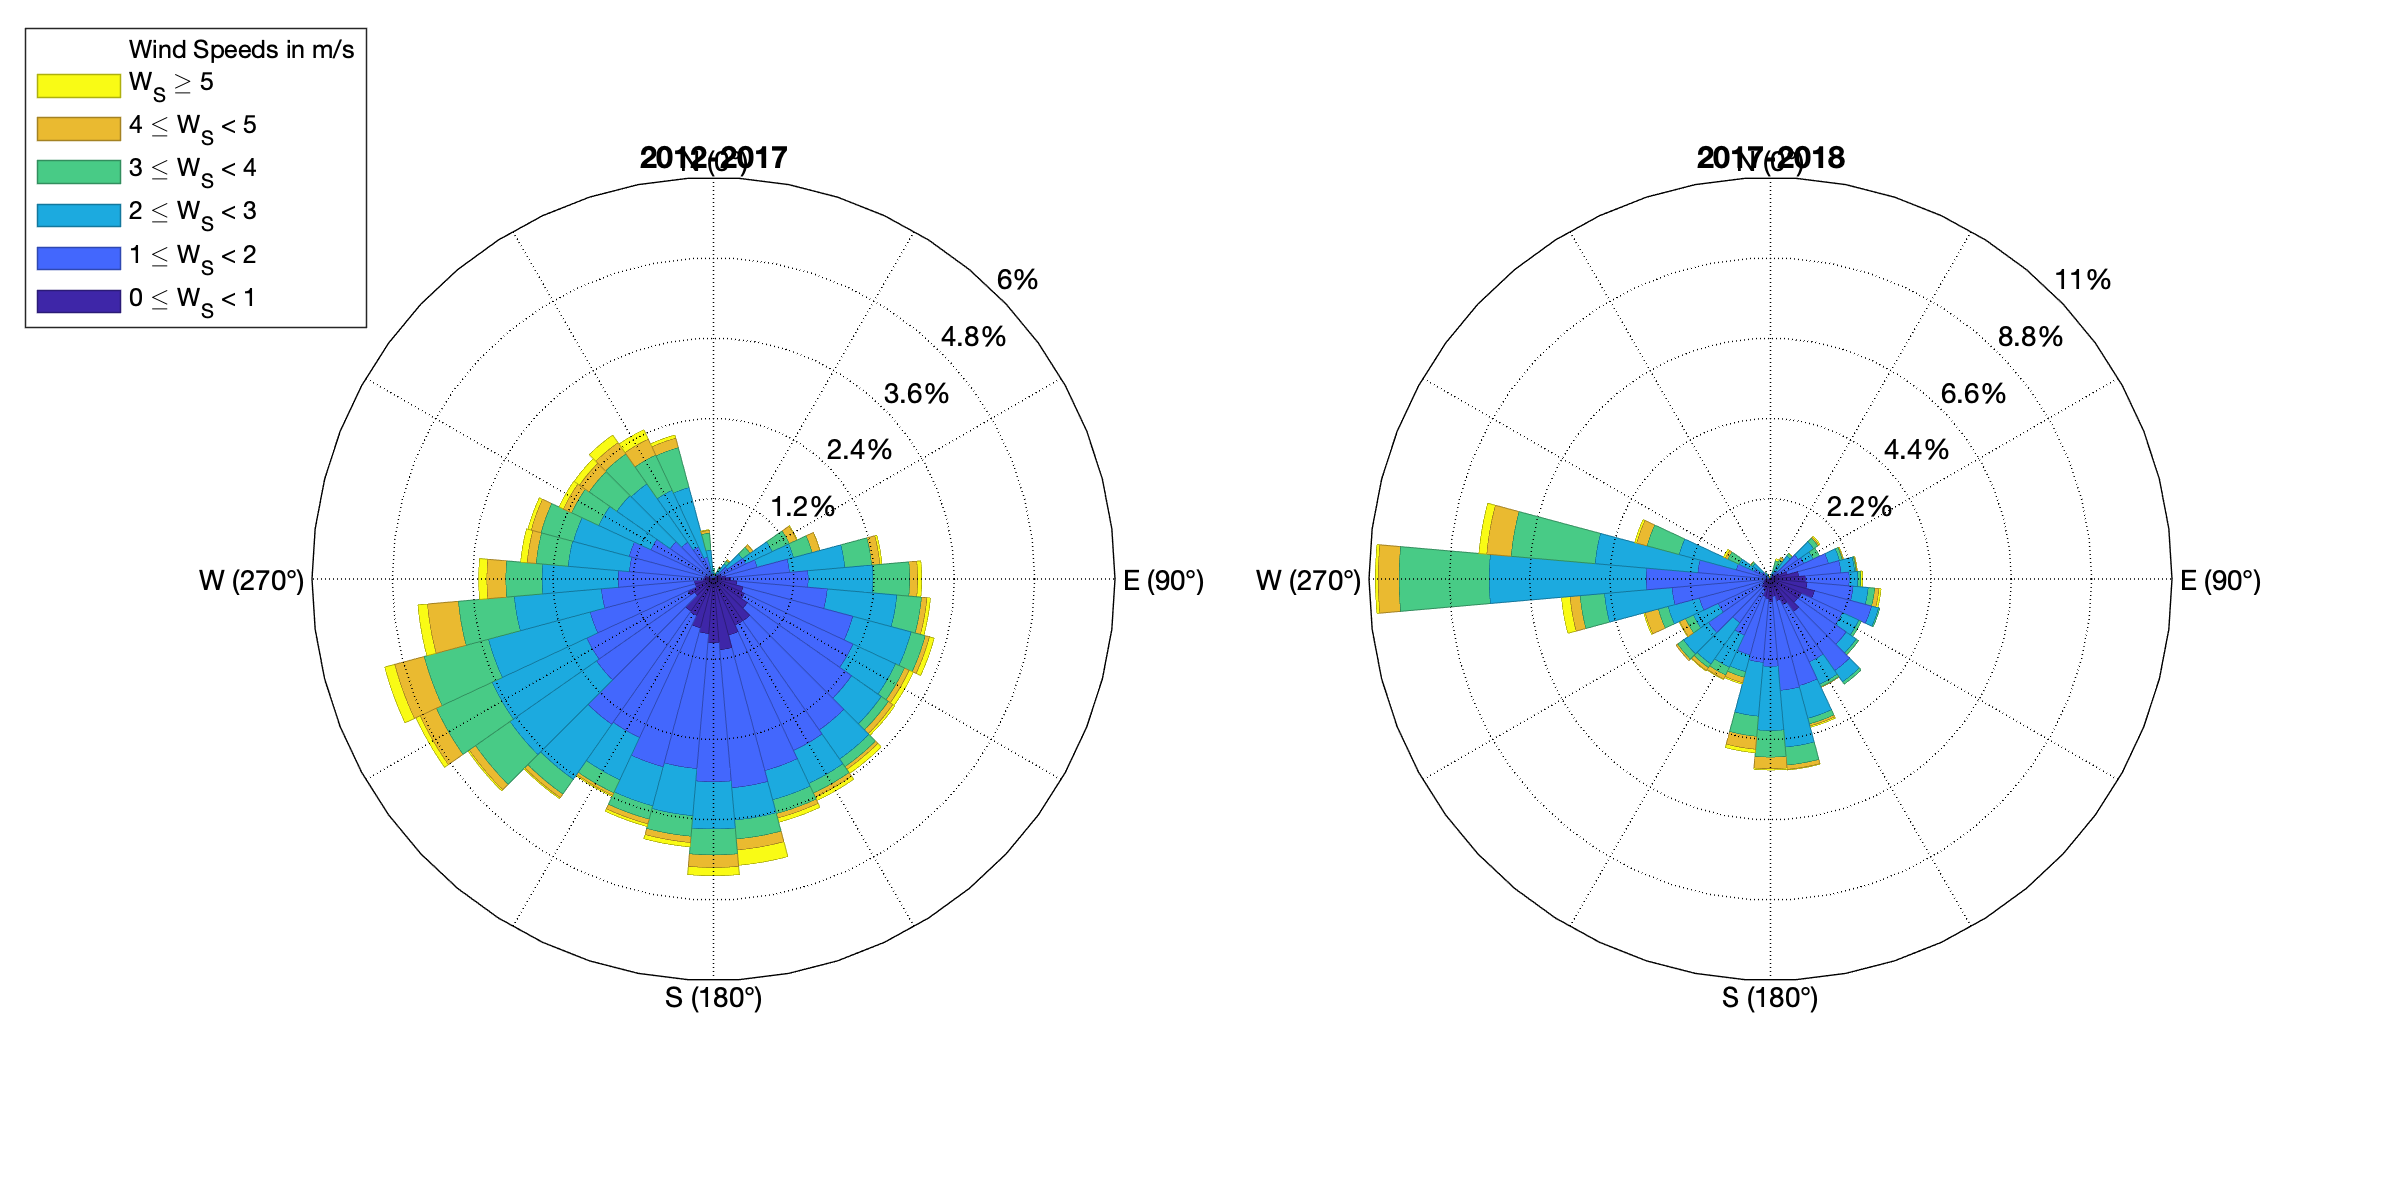 Wind Speeds in m/s
W_S ≥ 5
4 ≤ W_S < 5
3 ≤ W_S < 4
2 ≤ W_S < 3
1 ≤ W_S < 2
0 ≤ W_S < 1
2012-2017
N (0°)
6%
4.8%
3.6%
2.4%
1.2%
W (270°)
E (90°)
S (180°)
2017-2018
N (0°)
11%
8.8%
6.6%
4.4%
2.2%
W (270°)
E (90°)
S (180°)